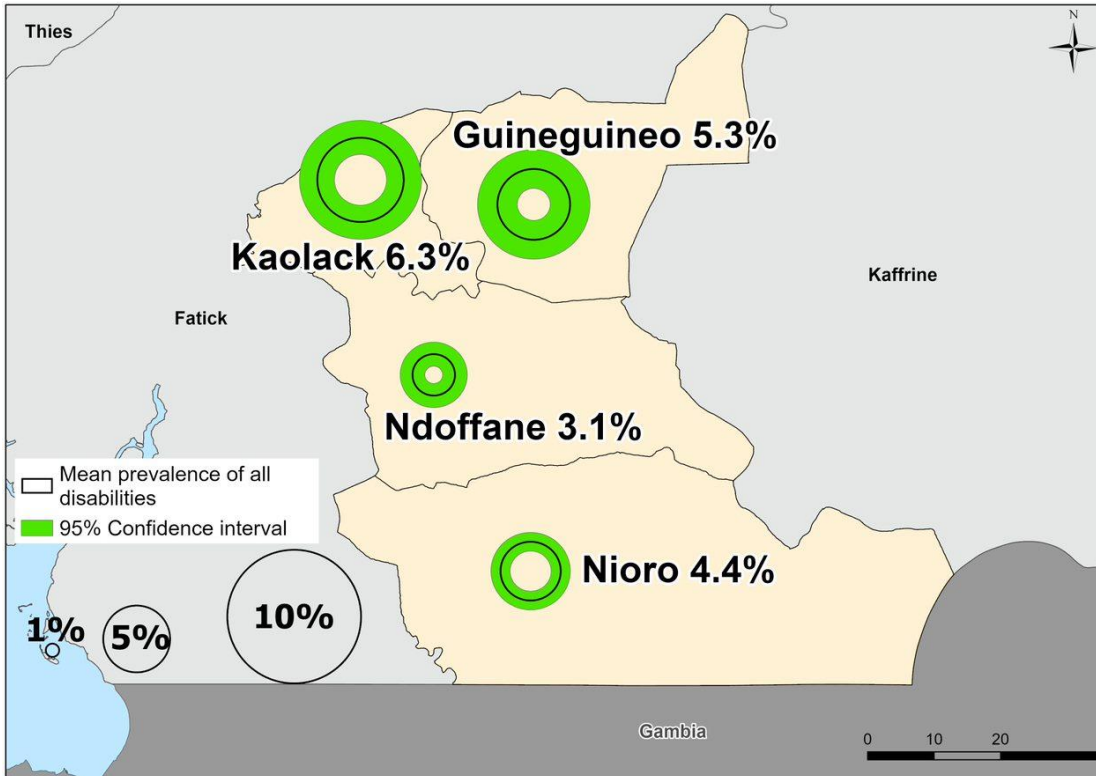 Thies
N
Guineguineo 5.3%
Kaolack 6.3%
Kaffrine
Fatick
Ndoffane 3.1%
Mean prevalence of all
disabilities
95% Confidence interval
Nioro 4.4%
1%
5%
10%
Gambia
0 10 20